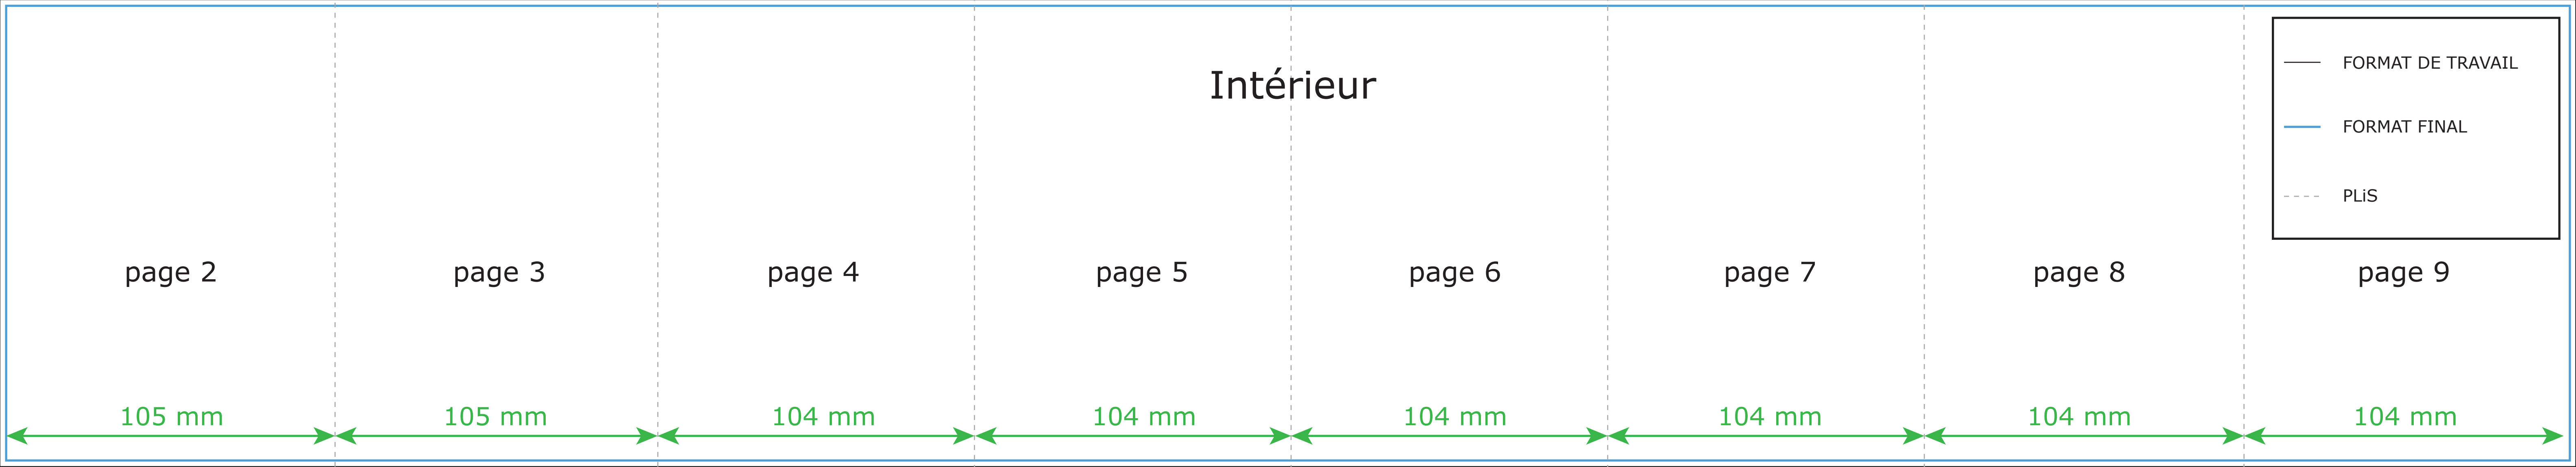 Intérieur
FORMAT DE TRAVAIL
FORMAT FINAL
PLiS
page 2
page 3
page 4
page 5
page 6
page 7
page 8
page 9
105 mm
105 mm
104 mm
104 mm
104 mm
104 mm
104 mm
104 mm